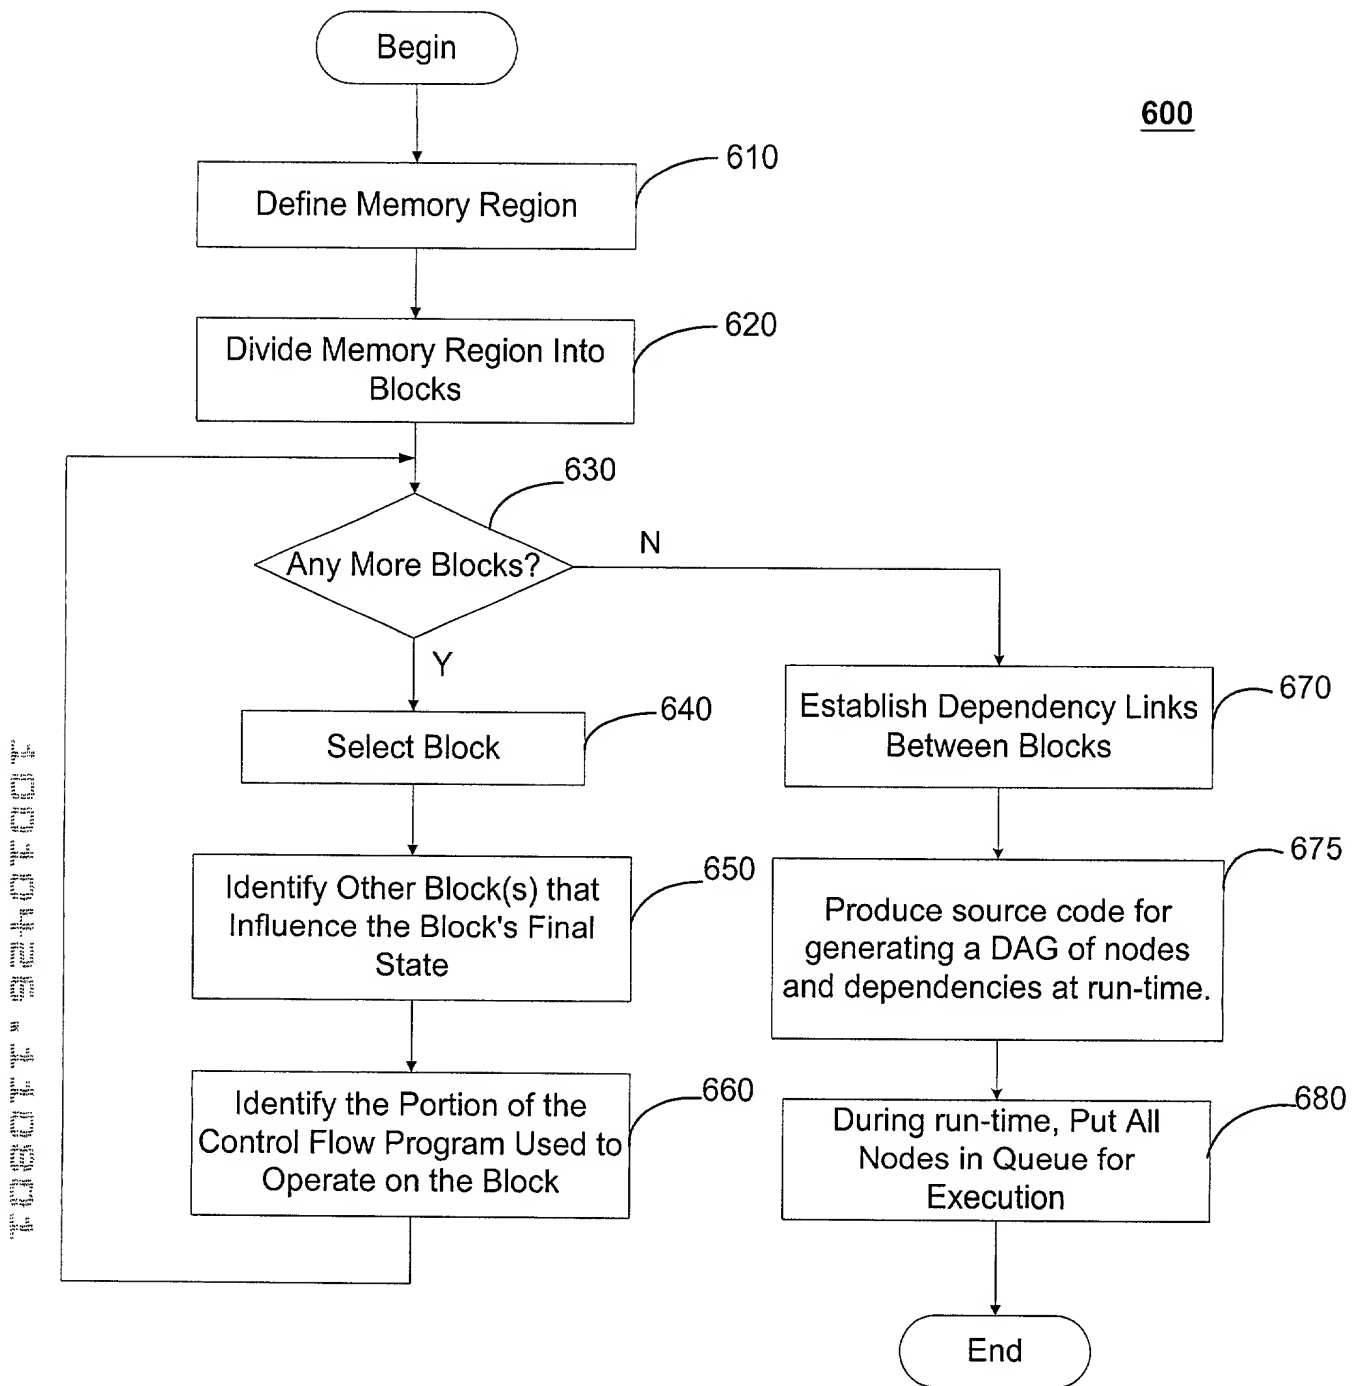 Begin
600
610
Define Memory Region
620
Divide Memory Region Into
Blocks
630
Any More Blocks?
N
Y
640
Select Block
650
Identify Other Block(s) that
Influence the Block's Final
State
660
Identify the Portion of the
Control Flow Program Used to
Operate on the Block
670
Establish Dependency Links
Between Blocks
675
Produce source code for
generating a DAG of nodes
and dependencies at run-time.
680
During run-time, Put All
Nodes in Queue for
Execution
End
10010426.110801